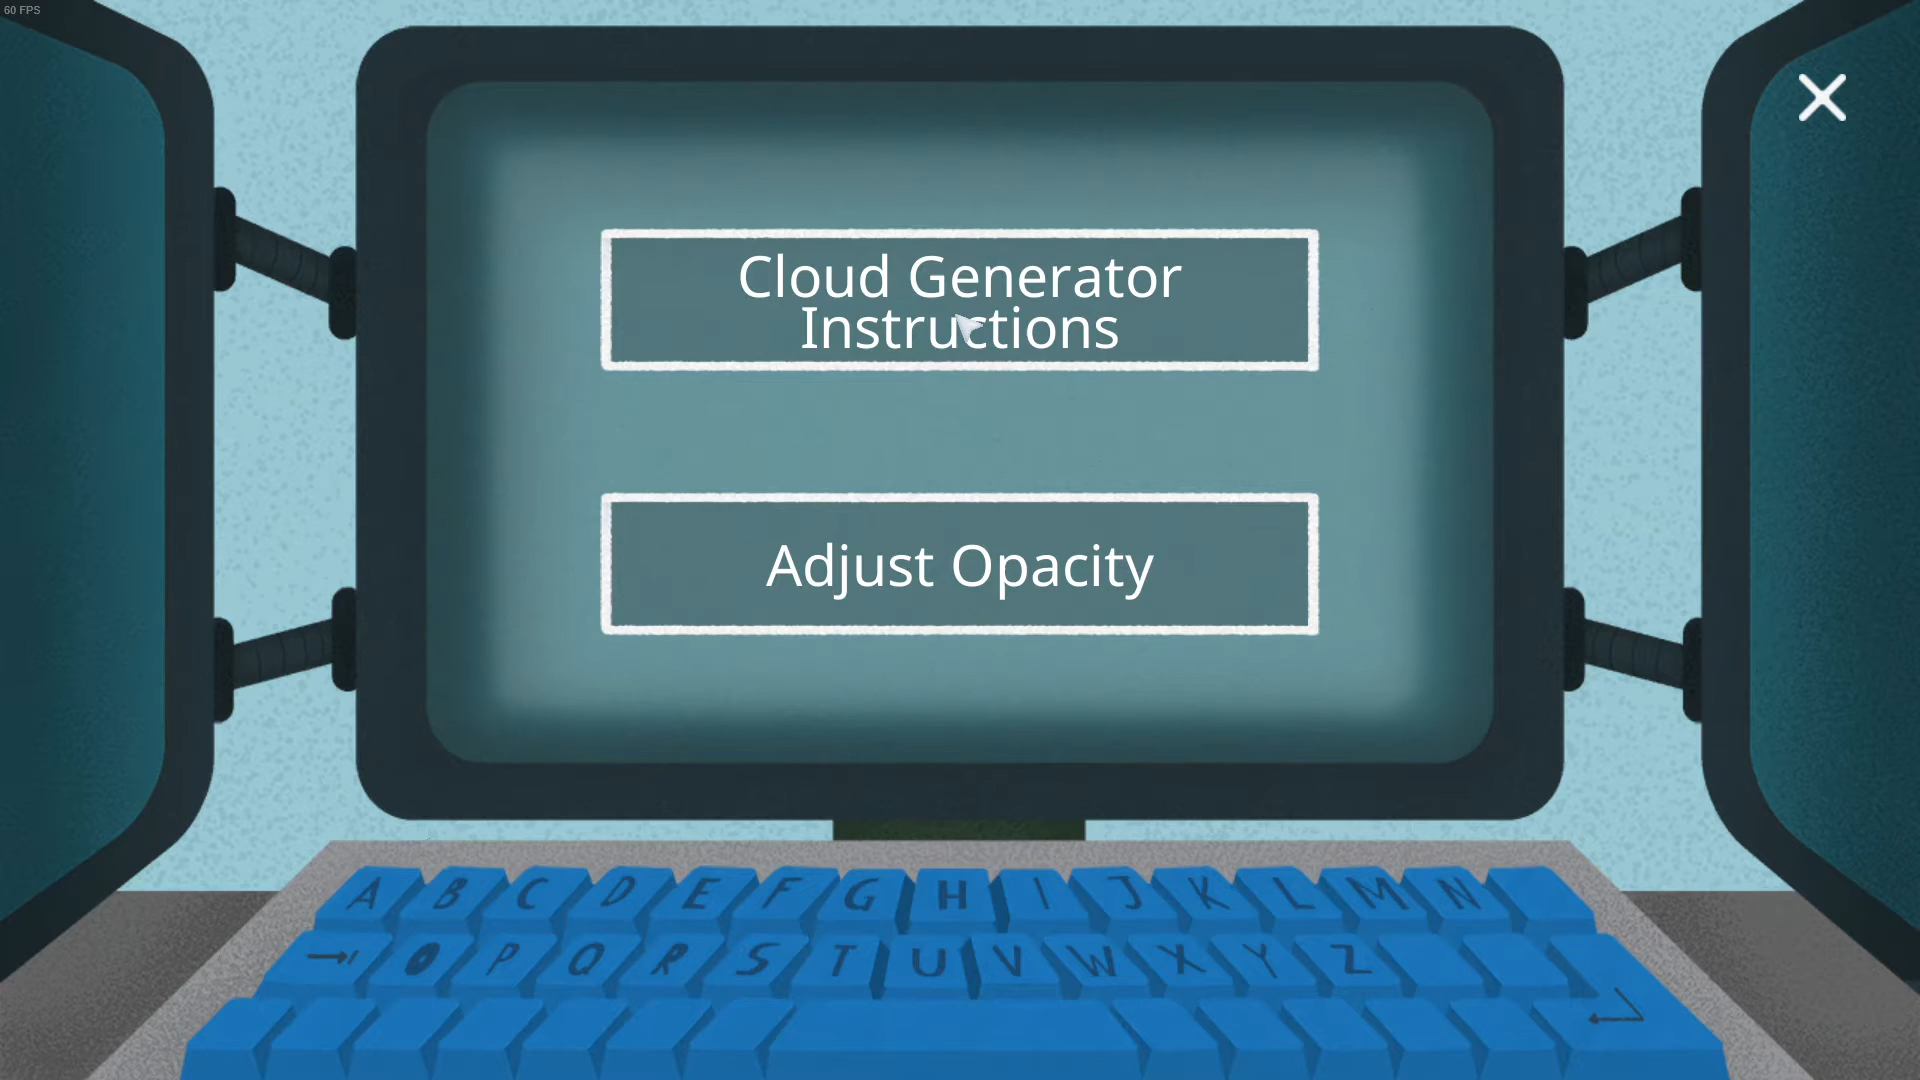 60 FPS
Cloud Generator
Instructions
Adjust Opacity
A B C D E F G H I J K L M N
O P Q R S T U V W X Y Z